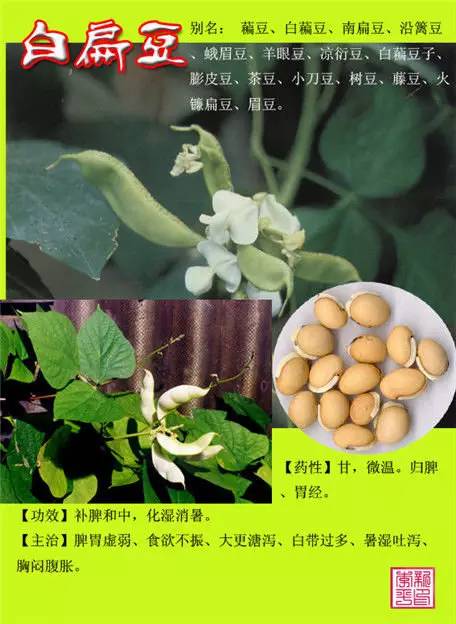 白扁豆
别名： 藊豆、白藊豆、南扁豆、沿篱豆
、蛾眉豆、羊眼豆、凉衍豆、白藊豆子、
膨皮豆、茶豆、小刀豆、树豆、藤豆、火
镰扁豆、眉豆。
【药性】甘，微温。归脾
、胃经。
【功效】补脾和中，化湿消暑。
【主治】脾胃虚弱、食欲不振、大更溏泻、白带过多、暑湿吐泻、
胸闷腹胀。